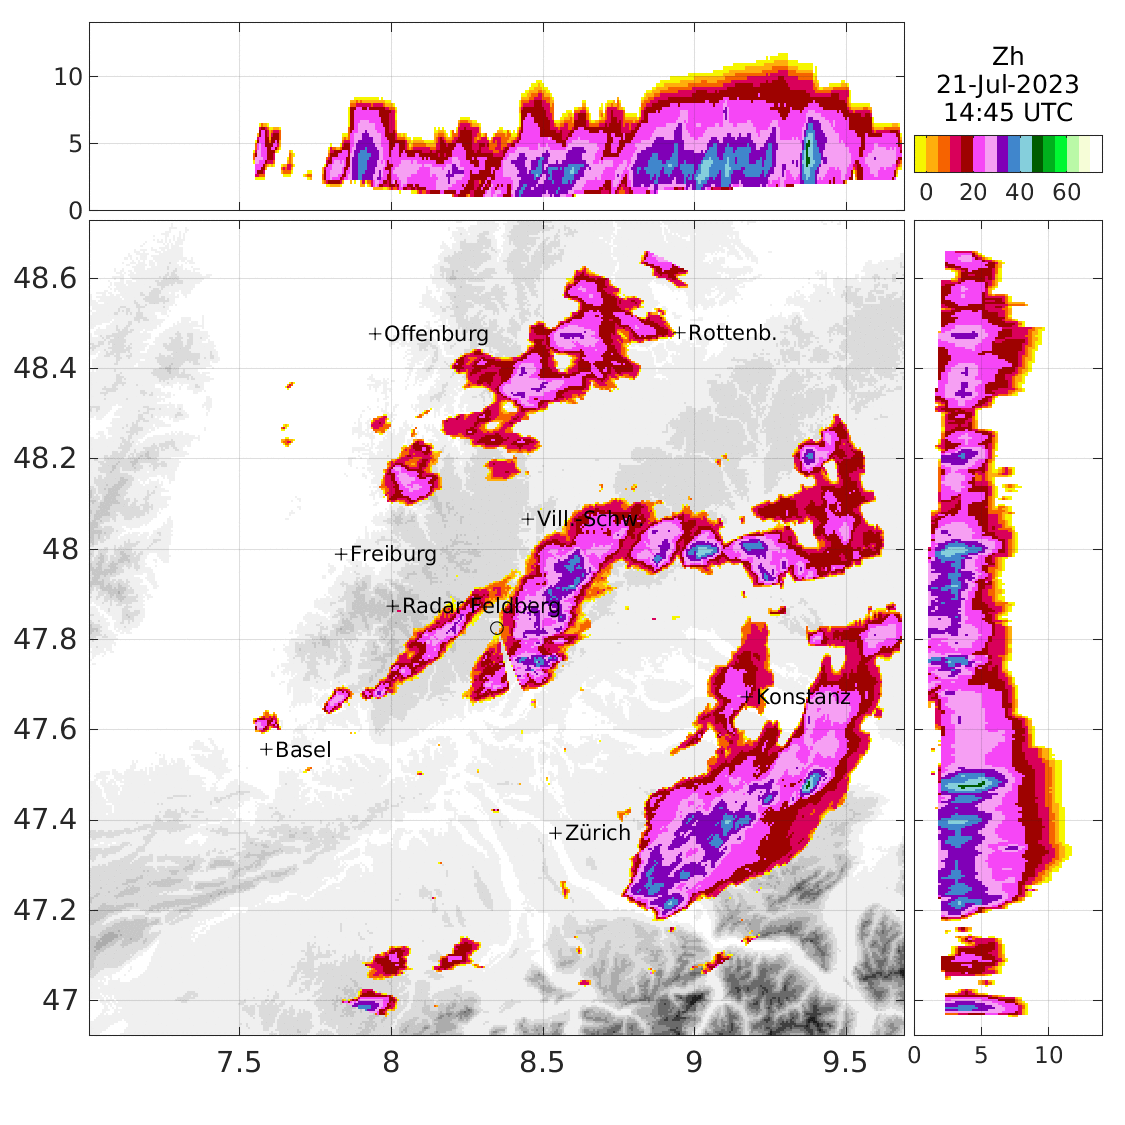 10
5
0
Zh
21-Jul-2023
14:45 UTC
0 20 40 60
48.6
48.4
48.2
48
47.8
47.6
47.4
47.2
47
+Offenburg
+Rottenb.
+Vill.-Schw.
+Freiburg
+Radar Feldberg
+Konstanz
+Basel
+Zürich
7.5 8 8.5 9 9.5
0 5 10